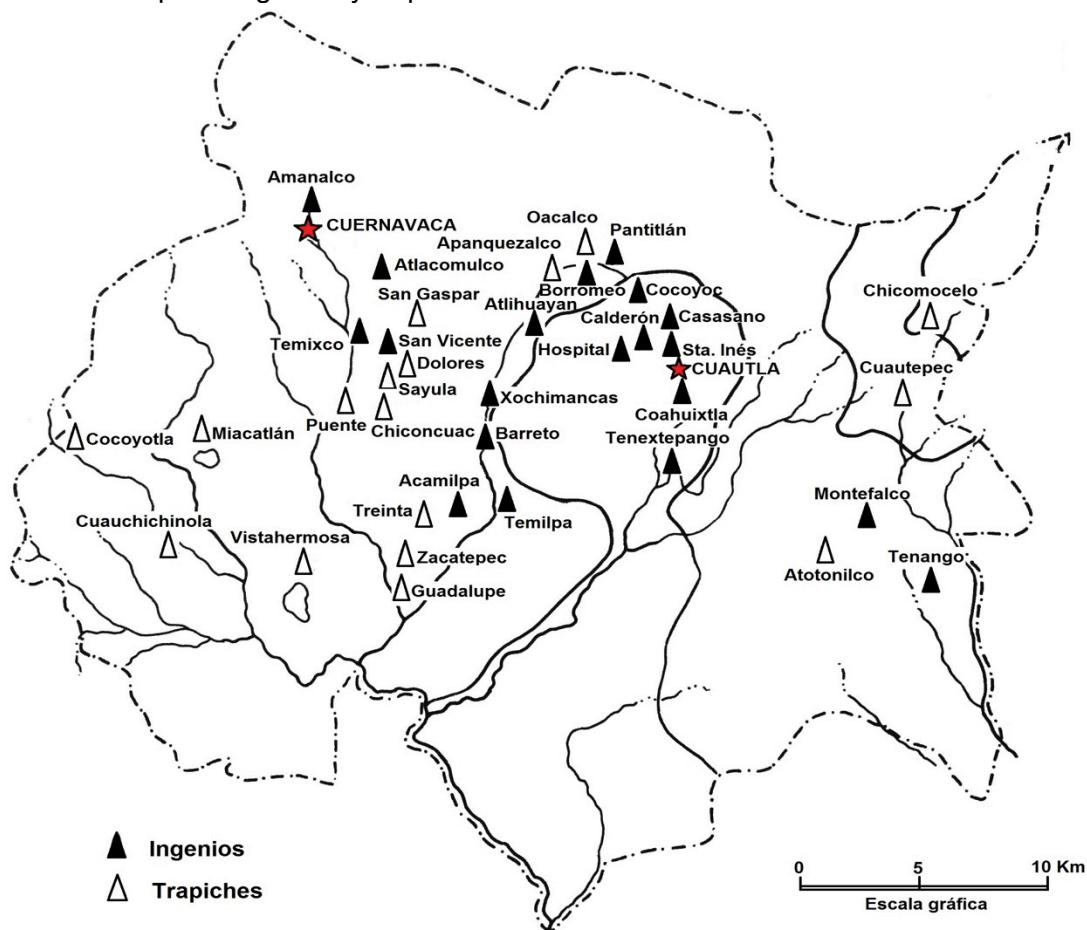 Amanalco
CUERNAVACA
Oacalco
Pantitlán
Apanquezalco
Atlacomulco
Borromeo
Cocoyoc
Chicomocelo
San Gaspar
Atlihuayan
Calderón
Casasano
Temixco
San Vicente
Hospital
Sta. Inés
Dolores
CUAUTLA
Cuautepec
Sayula
Xochimancas
Coahuixtla
Puente
Chiconcuac
Barreto
Miacatlán
Cocoyotla
Tenextepango
Acamilpa
Montefalco
Treinta
Temilpa
Cuauchichinola
Vistahermosa
Zacatepec
Tenango
Atotonilco
Guadalupe
Ingenios
Trapiches
0 5 10 Km
Escala gráfica